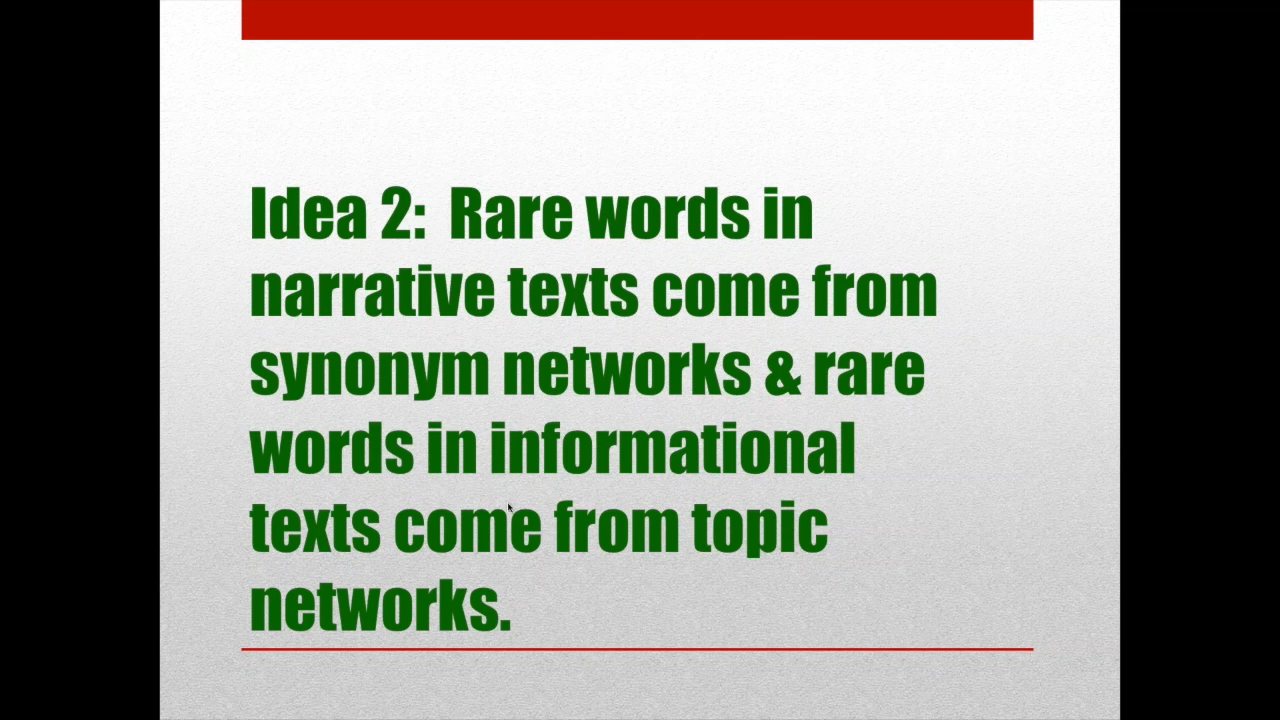 Idea 2:  Rare words in
narrative texts come from
synonym networks & rare
words in informational
texts come from topic
networks.